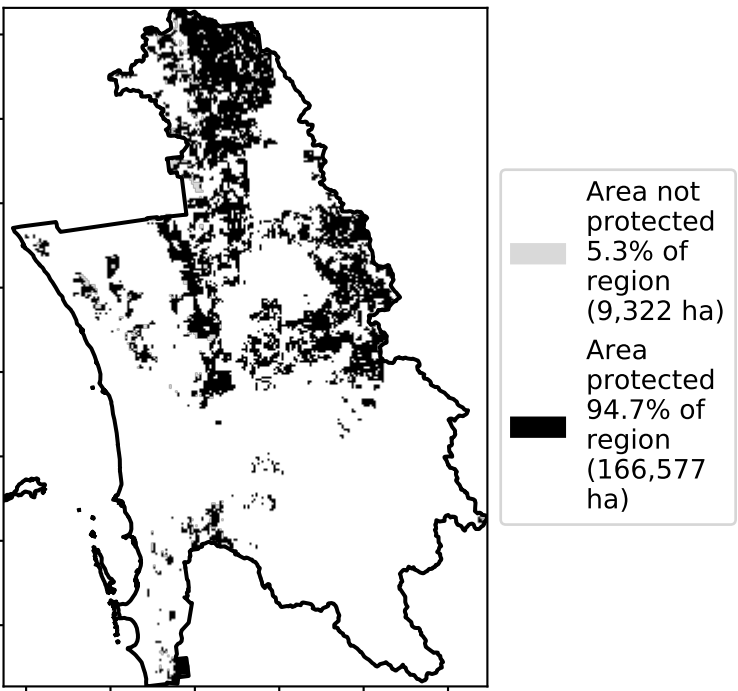 Area not
protected
5.3% of
region
(9,322 ha)
Area
protected
94.7% of
region
(166,577
ha)